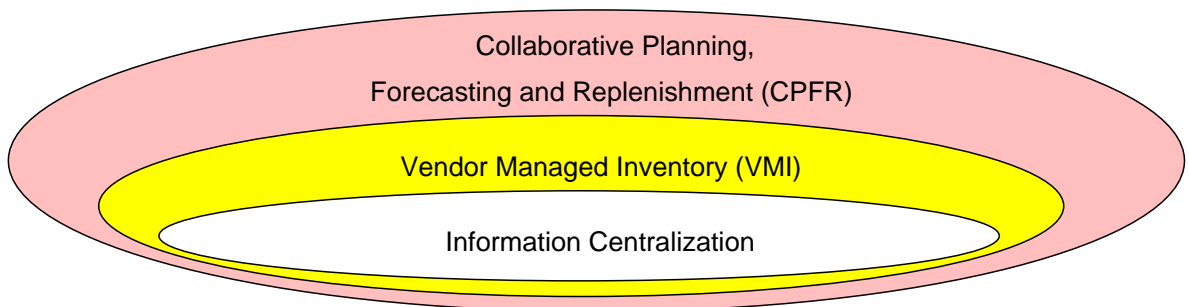 Collaborative Planning,
Forecasting and Replenishment (CPFR)
Vendor Managed Inventory (VMI)
Information Centralization